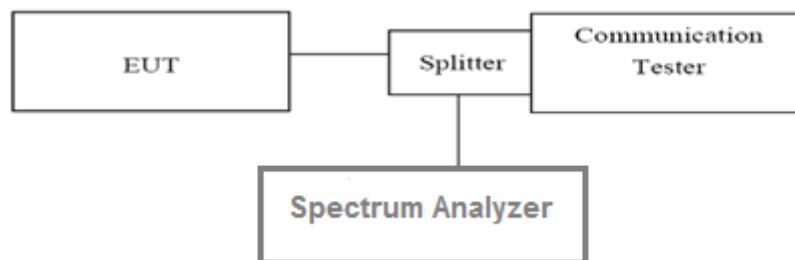 EUT
Splitter
Communication
Tester
Spectrum Analyzer